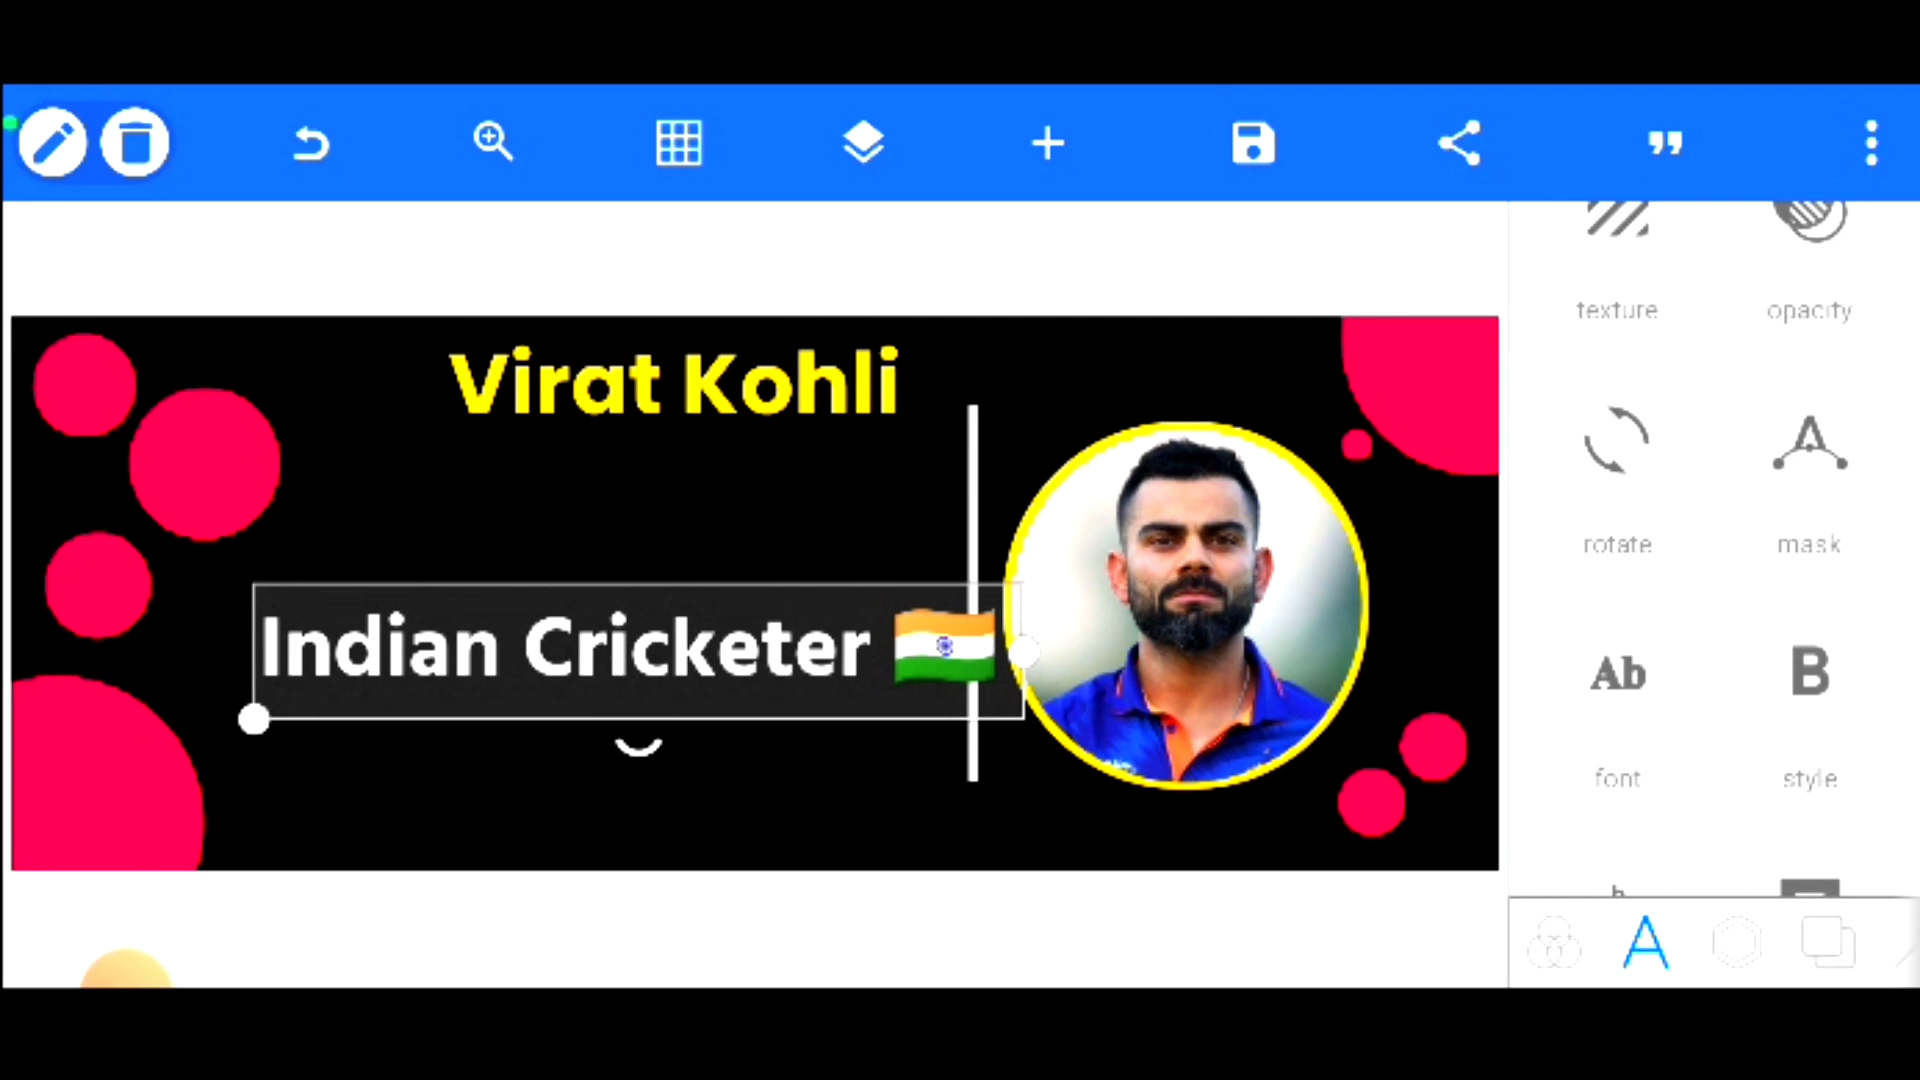 texture
opacity
Virat Kohli
rotate
mask
Indian Cricketer 🇮🇳
Ab
B
font
style
A